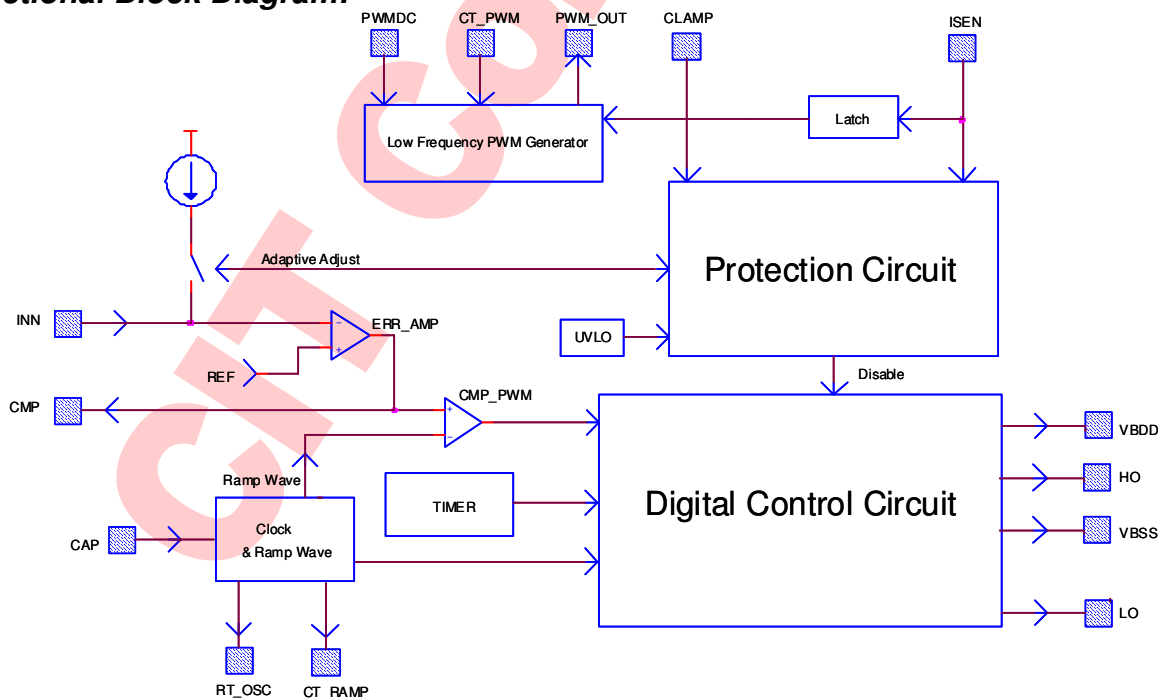 ctional Block Diagram:
PWMDC
CT_PWM
PWM_OUT
CLAMP
ISEN
Low Frequency PWM Generator
Latch
Adaptive Adjust
Protection Circuit
INN
-
+
ERR_AMP
REF
UVLO
Disable
CMP
CMP_PWM
+
-
VBDD
Ramp Wave
TIMER
Digital Control Circuit
HO
Clock
& Ramp Wave
CAP
VBSS
LO
RT_OSC
CT_RAMP
CIT Co